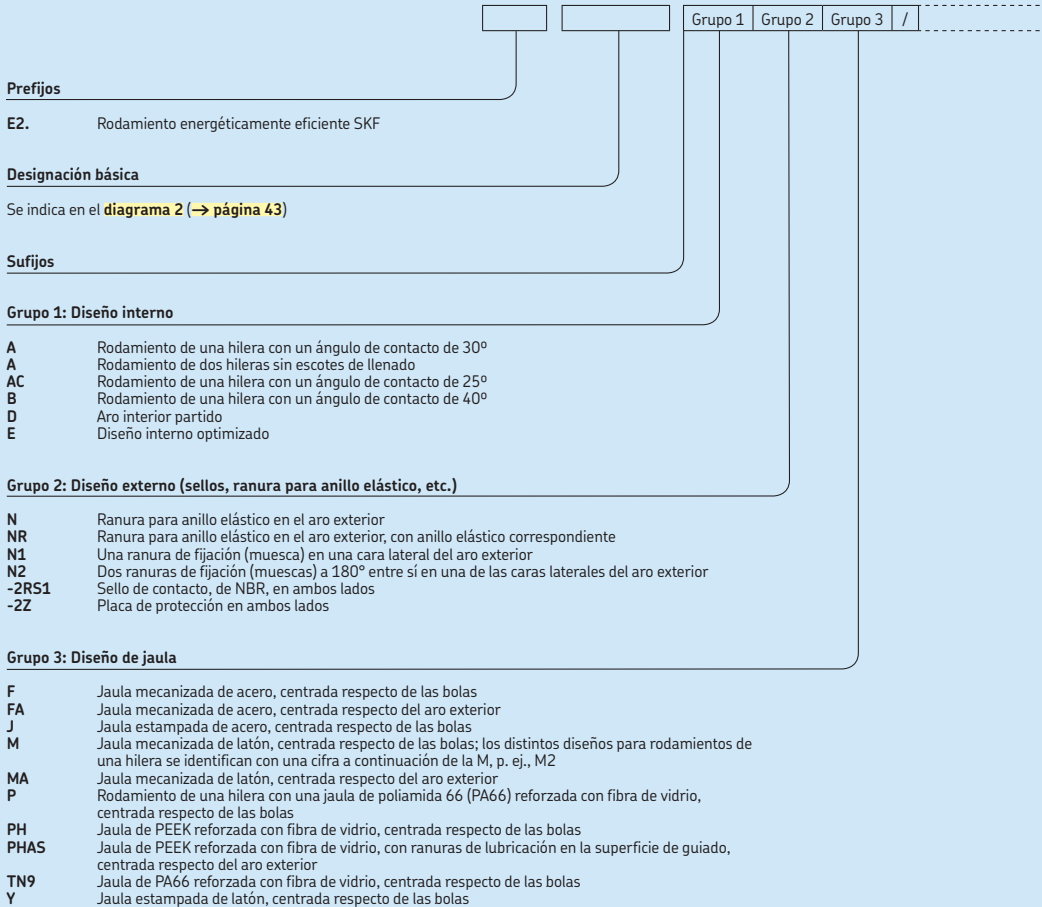 Grupo 1 Grupo 2 Grupo 3 /
Prefijos
E2. Rodamiento energéticamente eficiente SKF
Designación básica
Se indica en el diagrama 2 (→ página 43)
Sufijos
Grupo 1: Diseño interno
A Rodamiento de una hilera con un ángulo de contacto de 30º
A Rodamiento de dos hileras sin escotes de llenado
AC Rodamiento de una hilera con un ángulo de contacto de 25º
B Rodamiento de una hilera con un ángulo de contacto de 40º
D Aro interior partido
E Diseño interno optimizado
Grupo 2: Diseño externo (sellos, ranura para anillo elástico, etc.)
N Ranura para anillo elástico en el aro exterior
NR Ranura para anillo elástico en el aro exterior, con anillo elástico correspondiente
N1 Una ranura de fijación (muesca) en una cara lateral del aro exterior
N2 Dos ranuras de fijación (muescas) a 180° entre sí en una de las caras laterales del aro exterior
-2RS1 Sello de contacto, de NBR, en ambos lados
-2Z Placa de protección en ambos lados
Grupo 3: Diseño de jaula
F Jaula mecanizada de acero, centrada respecto de las bolas
FA Jaula mecanizada de acero, centrada respecto del aro exterior
J Jaula estampada de acero, centrada respecto de las bolas
M Jaula mecanizada de latón, centrada respecto de las bolas; los distintos diseños para rodamientos de
una hilera se identifican con una cifra a continuación de la M, p. ej., M2
MA Jaula mecanizada de latón, centrada respecto del aro exterior
P Rodamiento de una hilera con una jaula de poliamida 66 (PA66) reforzada con fibra de vidrio,
centrada respecto de las bolas
PH Jaula de PEEK reforzada con fibra de vidrio, centrada respecto de las bolas
PHAS Jaula de PEEK reforzada con fibra de vidrio, con ranuras de lubricación en la superficie de guiado,
centrada respecto del aro exterior
TN9 Jaula de PA66 reforzada con fibra de vidrio, centrada respecto de las bolas
Y Jaula estampada de latón, centrada respecto de las bolas